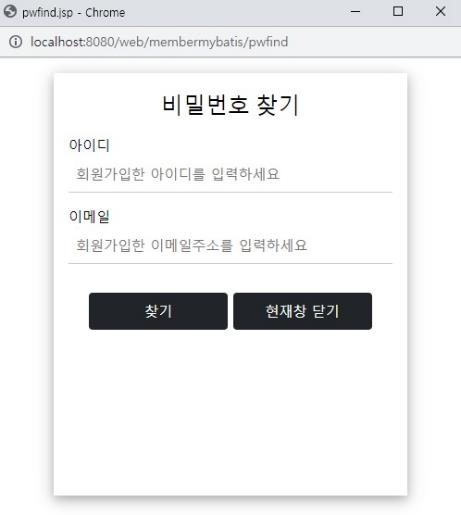 pwfind.jsp - Chrome
localhost:8080/web/membermybatis/pwfind
비밀번호 찾기
아이디
회원가입한 아이디를 입력하세요
이메일
회원가입한 이메일주소를 입력하세요
찾기 현재창 닫기